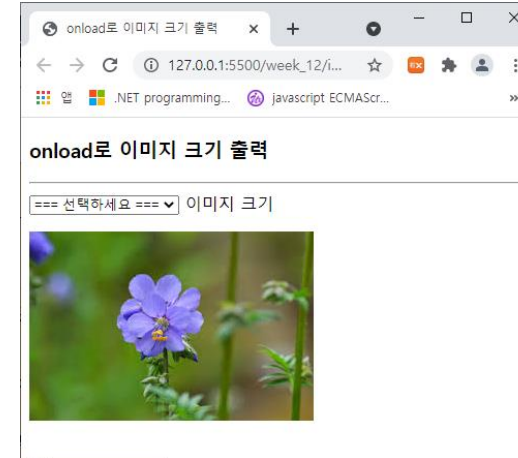 onload로 이미지 크기 출력
127.0.0.1:5500/week_12/i...
앱 .NET programming... javascript ECMAScr...
onload로 이미지 크기 출력
=== 선택하세요 === 이미지 크기